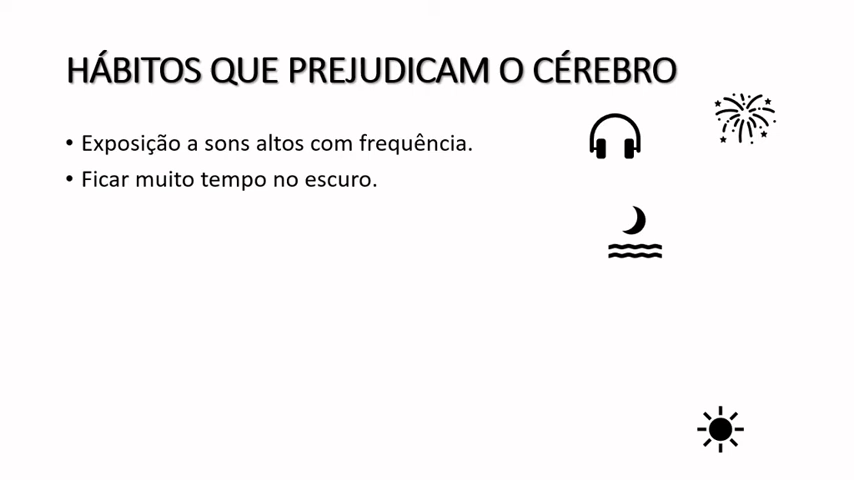 HÁBITOS QUE PREJUDICAM O CÉREBRO
• Exposição a sons altos com frequência.
• Ficar muito tempo no escuro.